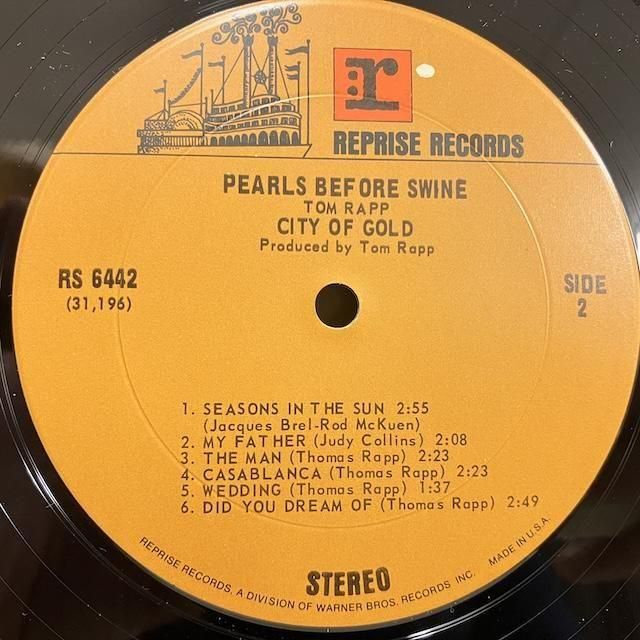 :r
REPRISE RECORDS
PEARLS BEFORE SWINE
TOM RAPP
CITY OF GOLD
Produced by Tom Rapp
RS 6442
(31,196)
SIDE
2
1. SEASONS IN THE SUN 2:55
(Jacques Brel-Rod McKuen)
2. MY FATHER (Judy Collins) 2:08
3. THE MAN (Thomas Rapp) 2:23
4. CASABLANCA (Thomas Rapp) 2:23
5. WEDDING (Thomas Rapp) 1:37
6. DID YOU DREAM OF (Thomas Rapp) 2:49
STEREO
REPRISE RECORDS, A DIVISION OF WARNER BROS. RECORDS INC. MADE IN U.S.A.